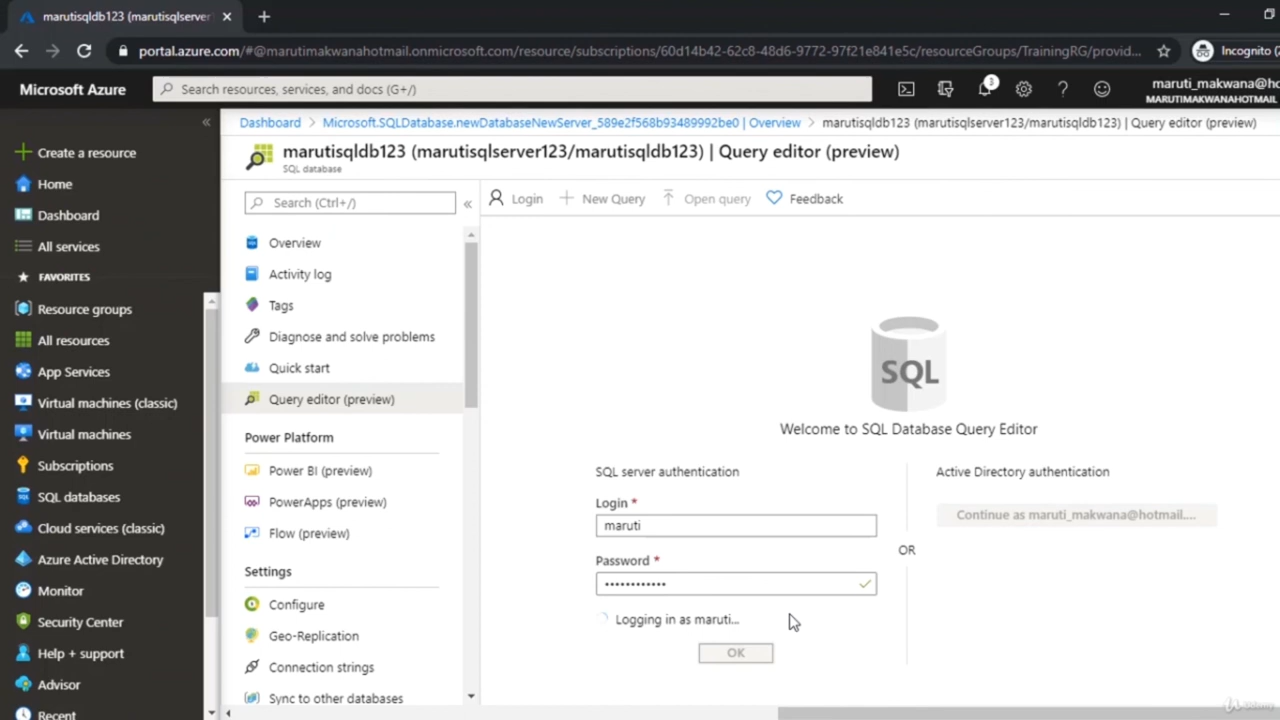 marutisqldb123 (marutisqlserver
portal.azure.com/#@marutimakwanahotmail.onmicrosoft.com/resource/subscriptions/60d14b42-62c8-48d6-9772-97f21e841e5c/resourceGroups/TrainingRG/provid...
Incognito (
Microsoft Azure
Search resources, services, and docs (G+/)
3
maruti_makwana@ho
MARUTIMAKWANAHOTMAIL
Dashboard
Microsoft.SQLDatabase.newDatabaseNewServer_589e2f568b93489992be0 | Overview
marutisqldb123 (marutisqlserver123/marutisqldb123) | Query editor (preview)
marutisqldb123 (marutisqlserver123/marutisqldb123) | Query editor (preview)
SQL database
Create a resource
Home
Dashboard
All services
FAVORITES
Resource groups
All resources
App Services
Virtual machines (classic)
Virtual machines
Subscriptions
SQL databases
Cloud services (classic)
Azure Active Directory
Monitor
Security Center
Help + support
Advisor
Recent
Search (Ctrl+/)
Overview
Activity log
Tags
Diagnose and solve problems
Quick start
Query editor (preview)
Power Platform
Power BI (preview)
PowerApps (preview)
Flow (preview)
Settings
Configure
Geo-Replication
Connection strings
Sync to other databases
Login
New Query
Open query
Feedback
SQL
Welcome to SQL Database Query Editor
SQL server authentication
Login *
maruti
Password *
••••••••••••
Logging in as maruti...
OK
OR
Active Directory authentication
Continue as maruti_makwana@hotmail....
Udemy